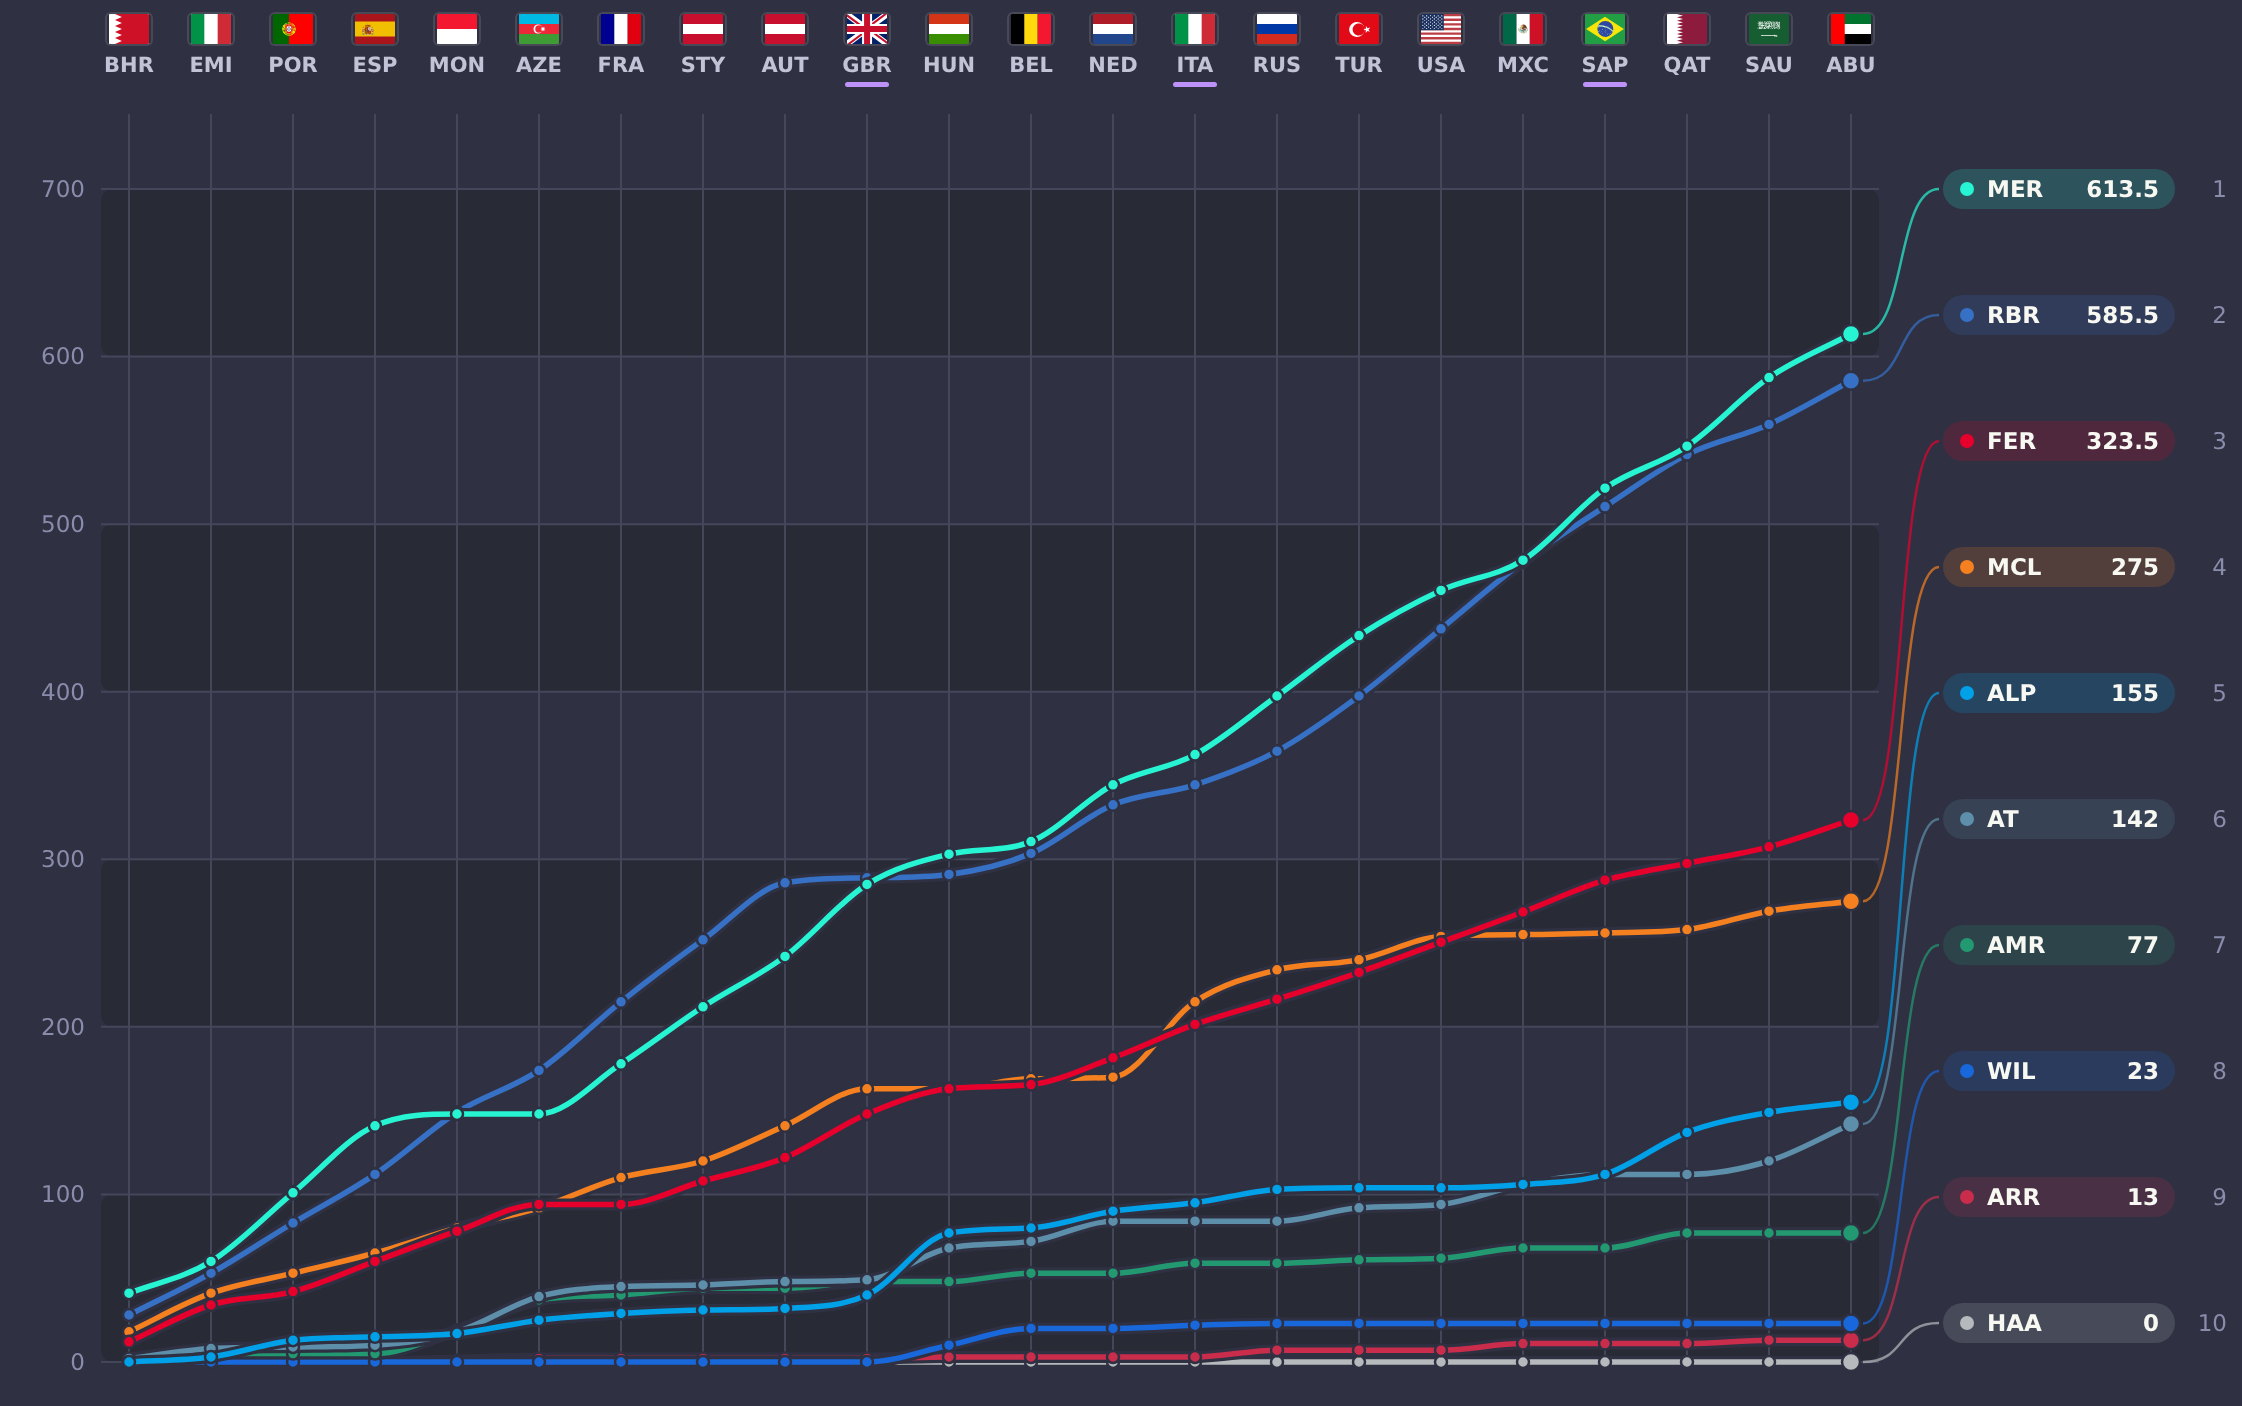 BHR EMI POR ESP MON AZE FRA STY AUT GBR HUN BEL NED ITA RUS TUR USA MXC SAP QAT SAU ABU
700
600
500
400
300
200
100
0
MER 613.5 1
RBR 585.5 2
FER 323.5 3
MCL 275 4
ALP 155 5
AT 142 6
AMR 77 7
WIL 23 8
ARR 13 9
HAA 0 10